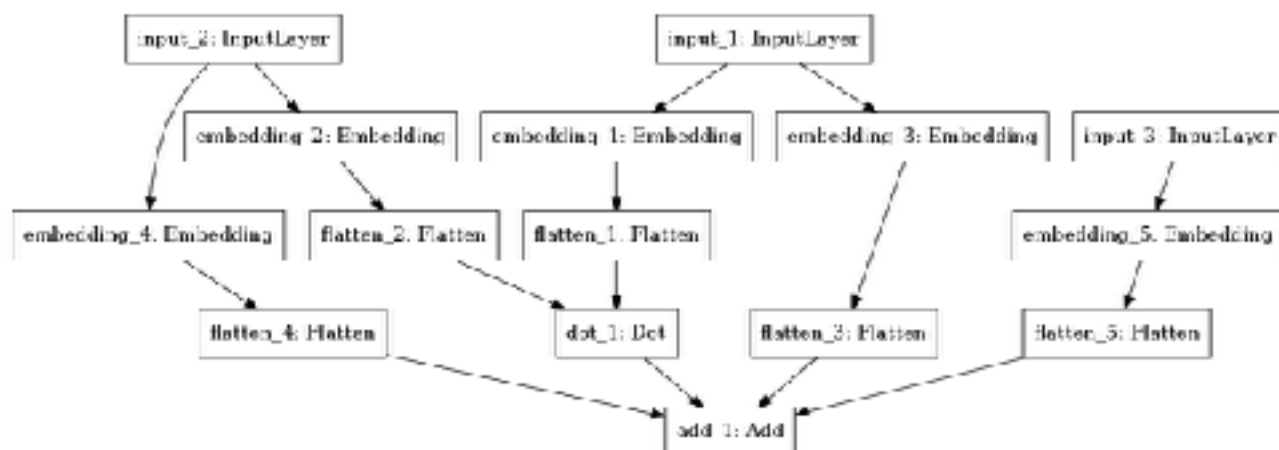 input_2: InputLayer
input_1: InputLayer
embedding_2: Embedding
embedding_1: Embedding
embedding_3: Embedding
input_3: InputLayer
embedding_4: Embedding
flatten_2: Flatten
flatten_1: Flatten
embedding_5: Embedding
flatten_4: Flatten
dot_1: Dot
flatten_3: Flatten
flatten_5: Flatten
add_1: Add